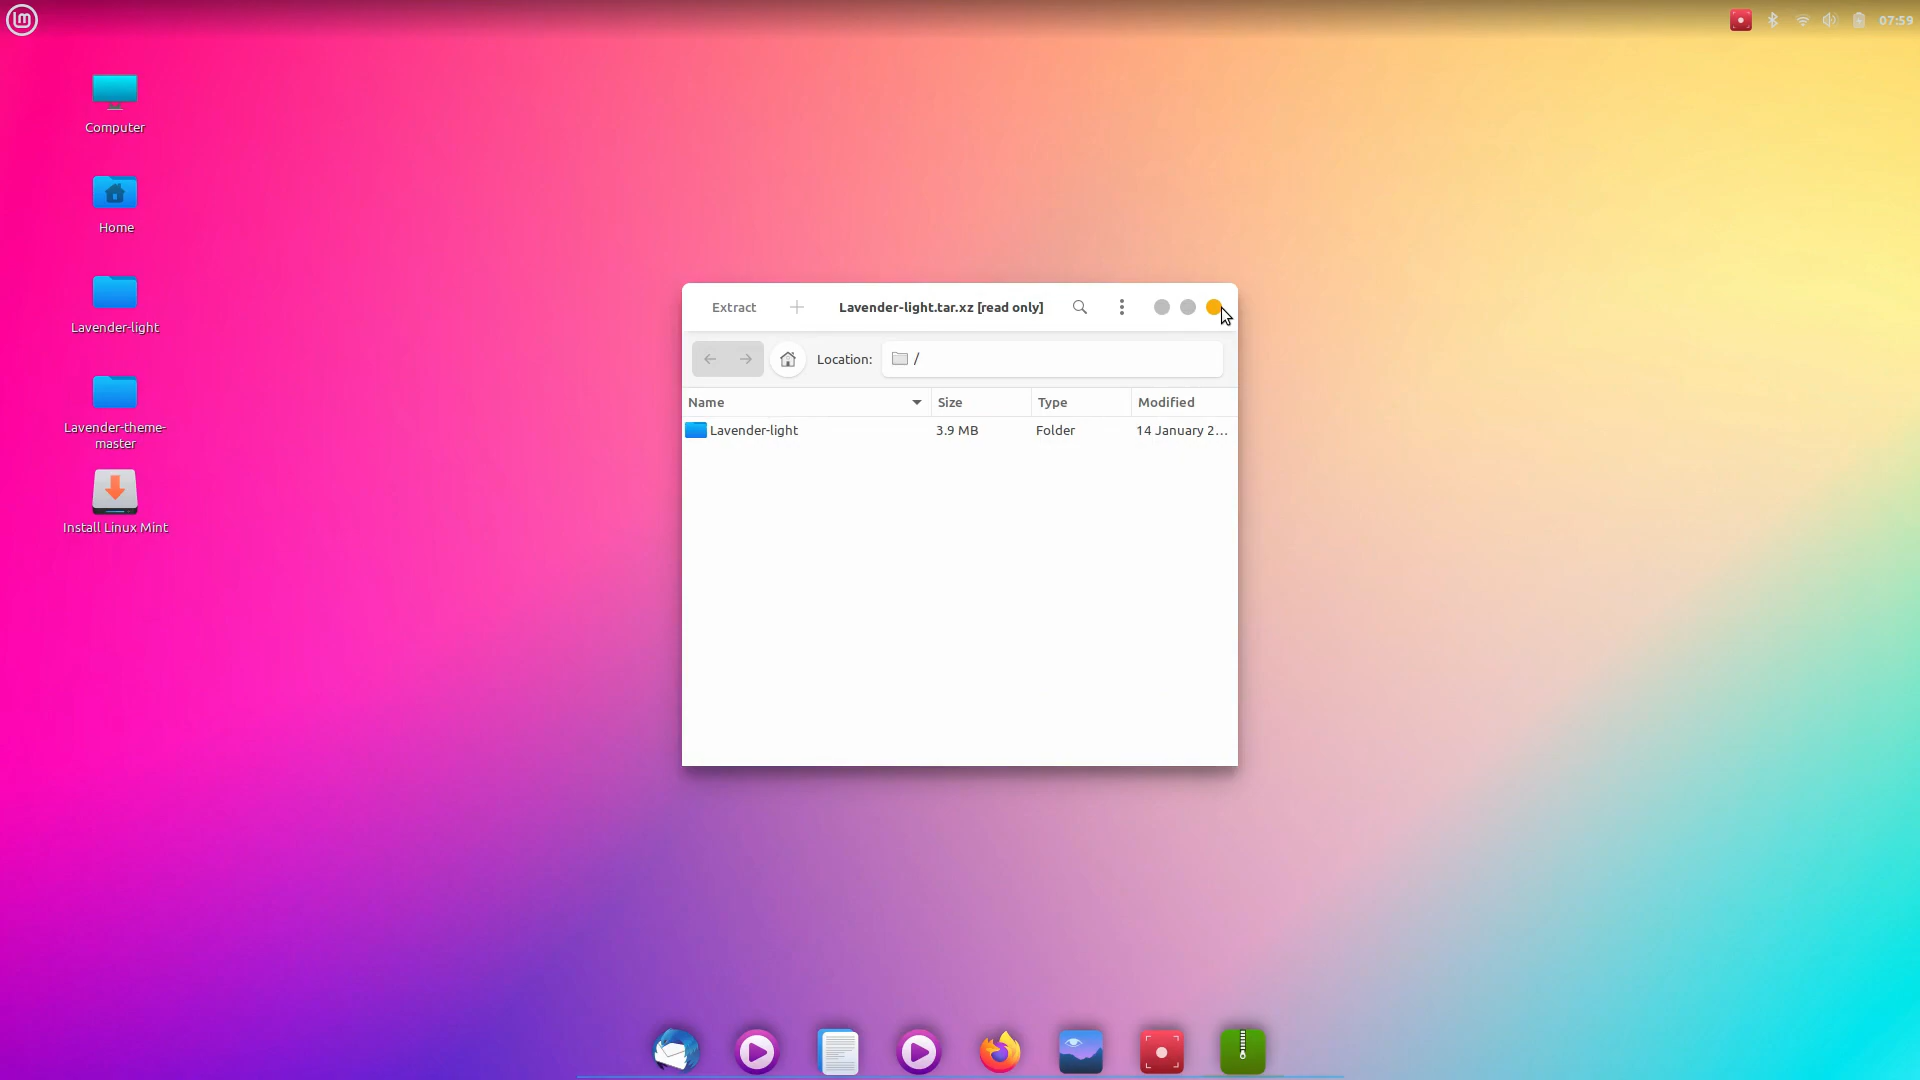 07:59
Computer
Home
Lavender-light
Lavender-theme-
master
Install Linux Mint
Extract
Lavender-light.tar.xz [read only]
Location:
/
Name Size Type Modified
Lavender-light 3.9 MB Folder 14 January 2...